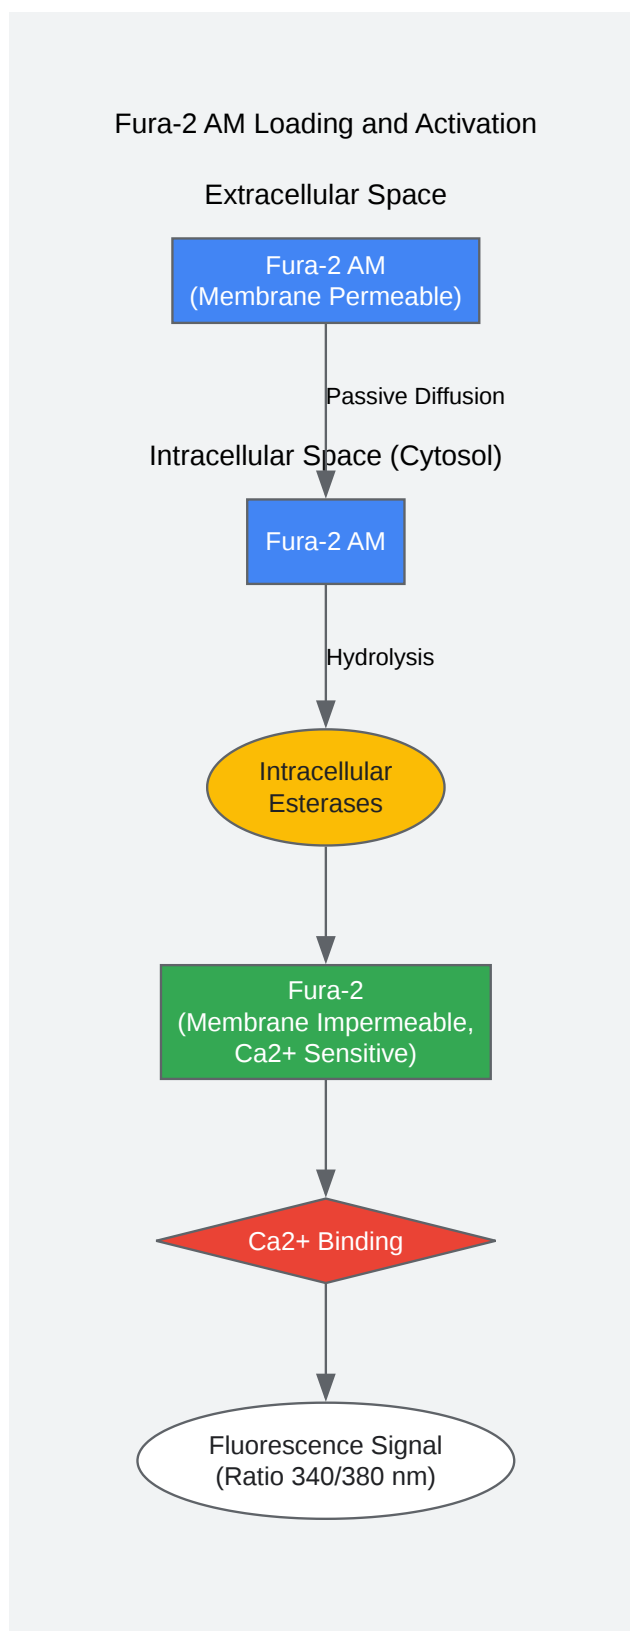 Fura-2 AM Loading and Activation
Extracellular Space
Fura-2 AM
(Membrane Permeable)
Passive Diffusion
Intracellular Space (Cytosol)
Fura-2 AM
Hydrolysis
Intracellular
Esterases
Fura-2
(Membrane Impermeable,
Ca2+ Sensitive)
Ca2+ Binding
Fluorescence Signal
(Ratio 340/380 nm)